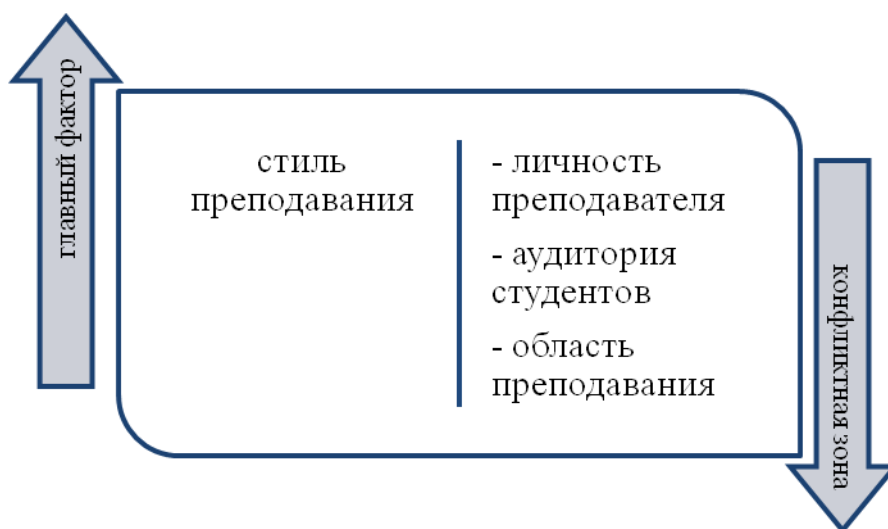 главный фактор
стиль
преподавания
- личность
преподавателя
- аудитория
студентов
- область
преподавания
конфликтная зона